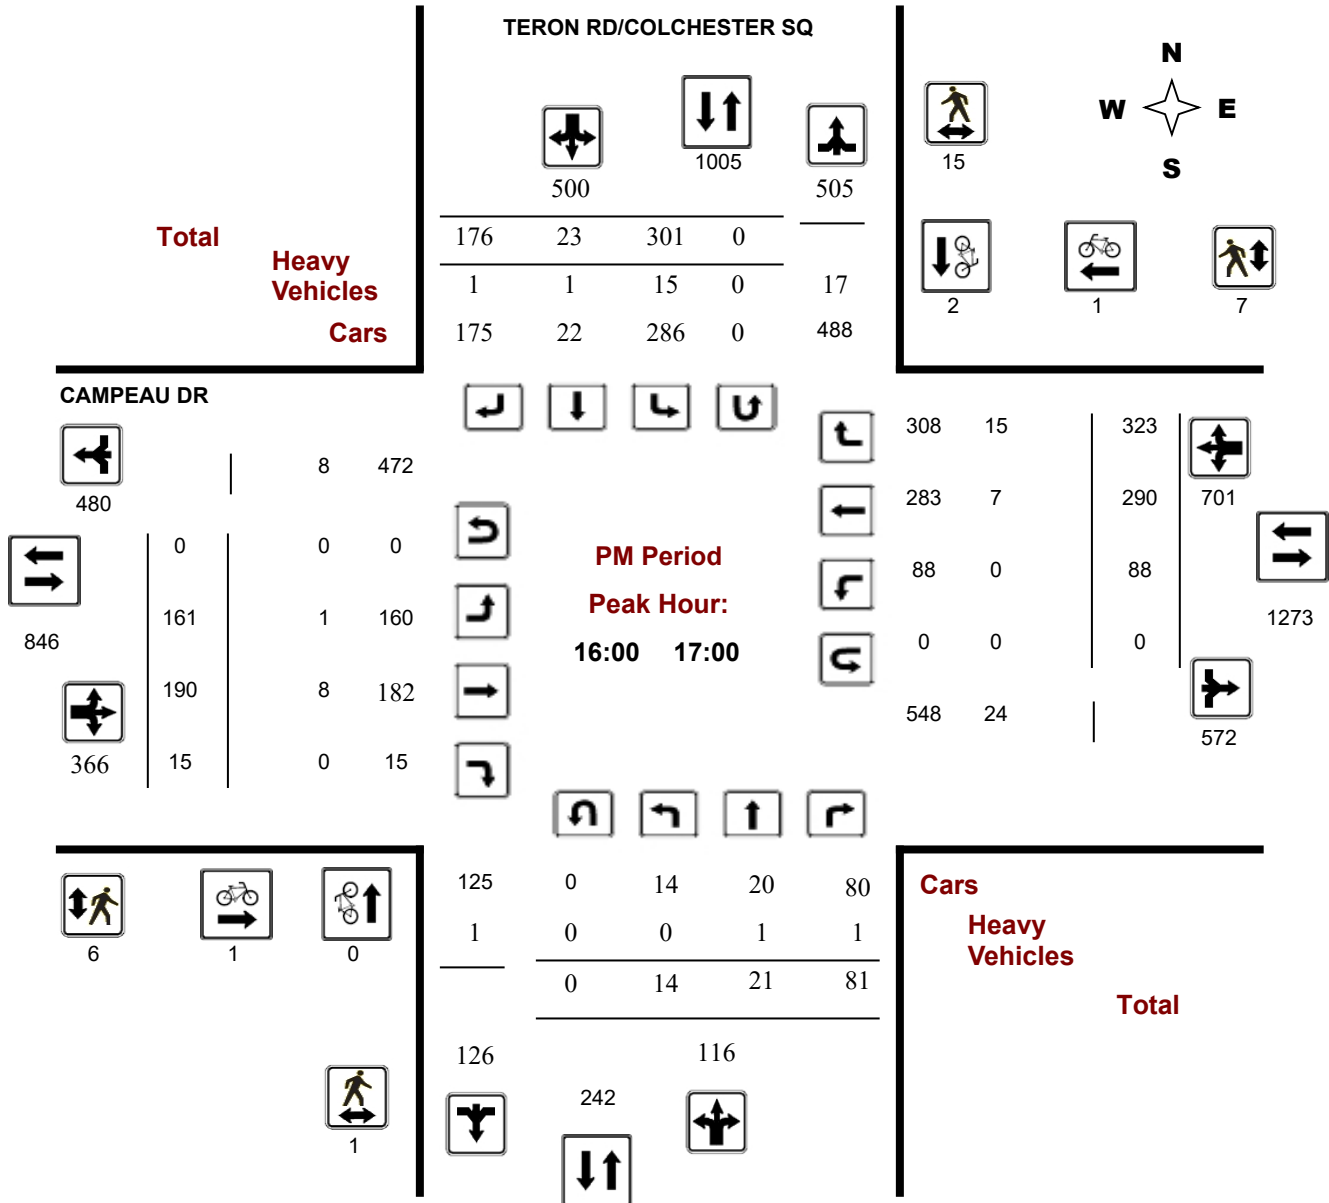 TERON RD/COLCHESTER SQ
N
W E
S
1005
15
500 505
Total 176 23 301 0
Heavy
Vehicles 1 1 15 0 17
2 1 7
Cars 175 22 286 0 488
CAMPEAU DR
308 15 323
8 472
480 283 7 290 701
0 0 0
PM Period
88 0 88
161 1 160 Peak Hour:
846 1273
16:00 17:00 0 0 0
190 8 182
548 24
572
366 15 0 15
125 0 14 20 80 Cars
1 0 0 1 1 Heavy
Vehicles
6 1 0
0 14 21 81
Total
126 116
242
1